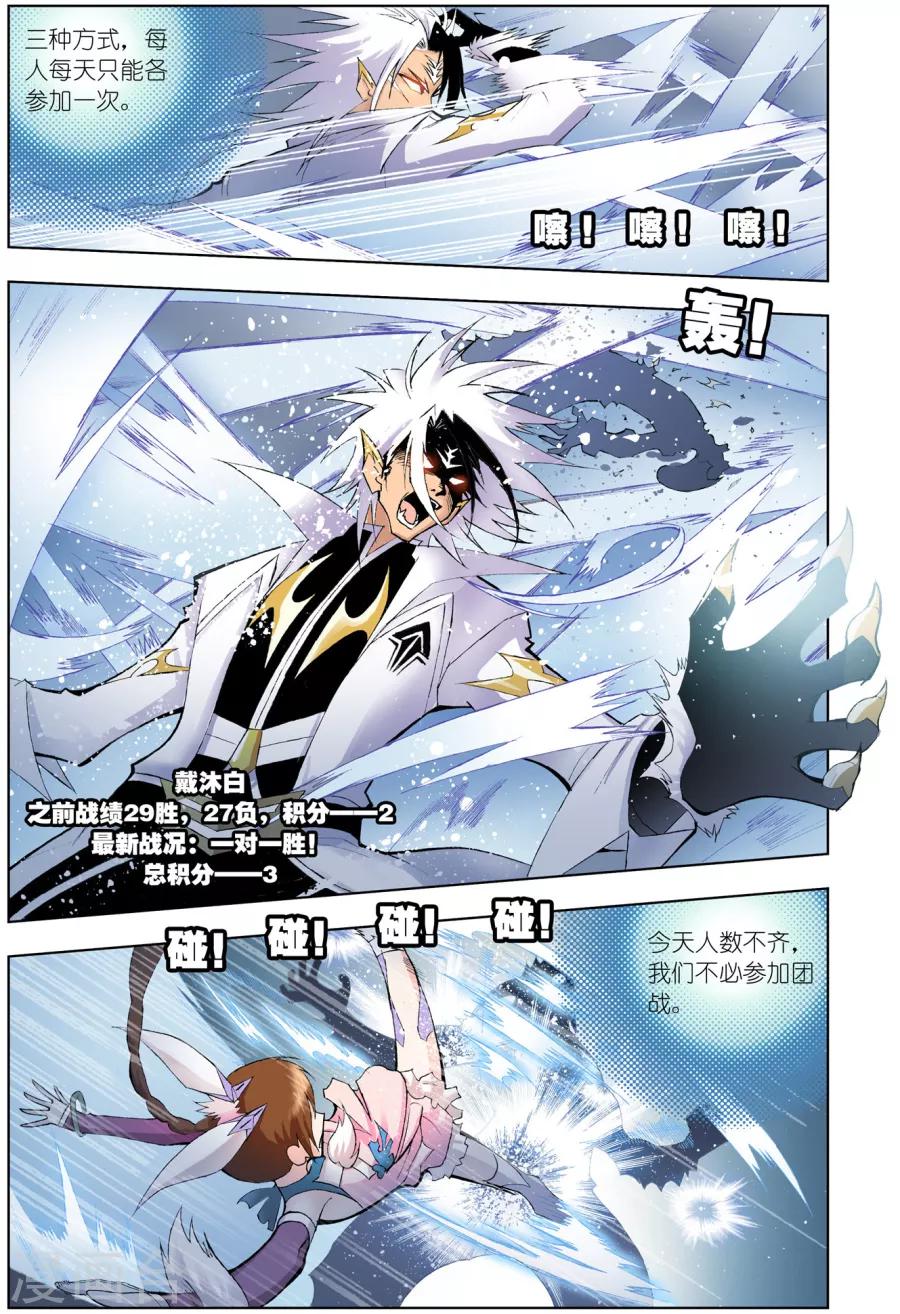 三种方式，每
人每天只能各
参加一次。
嚓！ 嚓！ 嚓！
轰！
戴沐白
之前战绩29胜，27负，积分——2
最新战况：一对一胜！
总积分——3
碰！ 碰！ 碰！ 碰！
今天人数不齐，
我们不必参加团
战。
漫画台